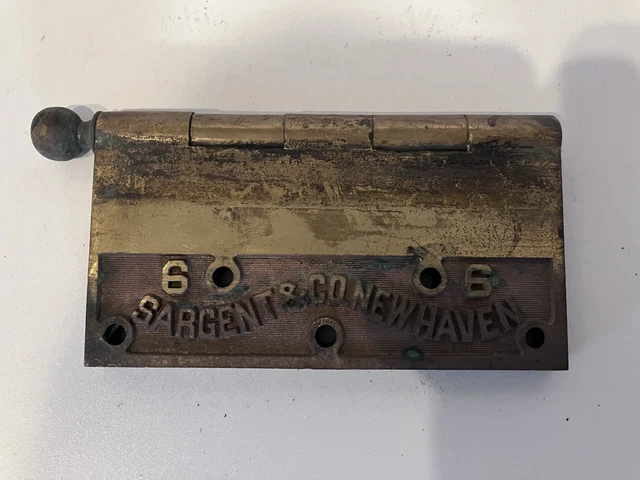 6 6
SARGENT & CO. NEW HAVEN